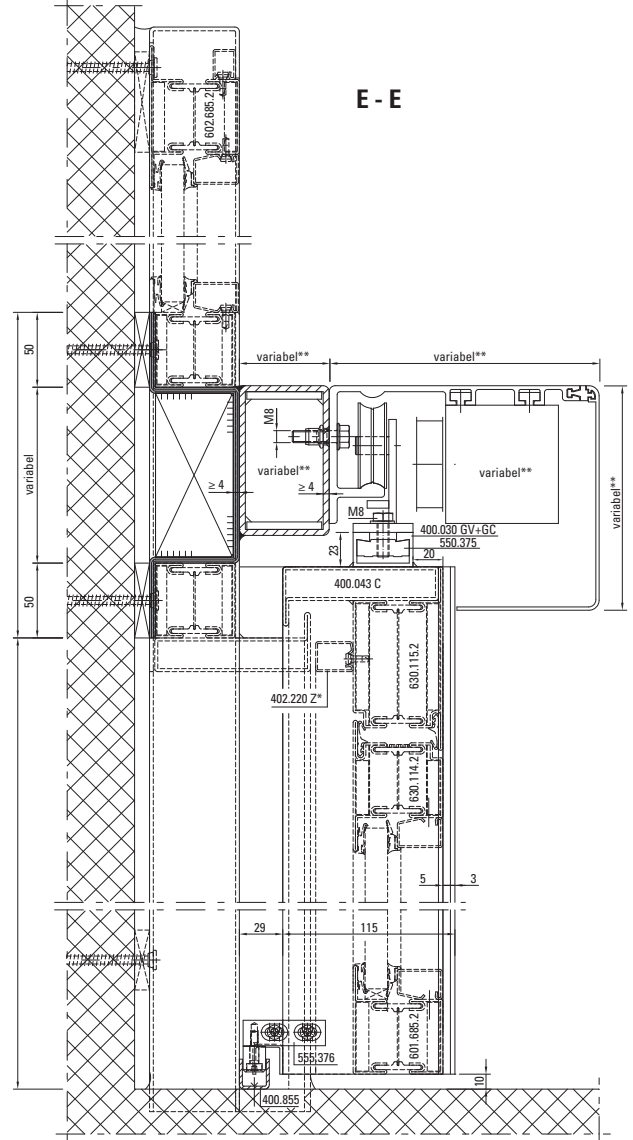 E - E
602.685.2
50
variabel**
variabel**
M8
variabel
≥ 4
variabel**
≥ 4
variabel**
variabel**
M8
400.030 GV+GC
550.375
23
20
50
400.043 C
402.220 Z*
630.115.2
630.114.2
5
3
29
115
601.685.2
555.376
10
400.855